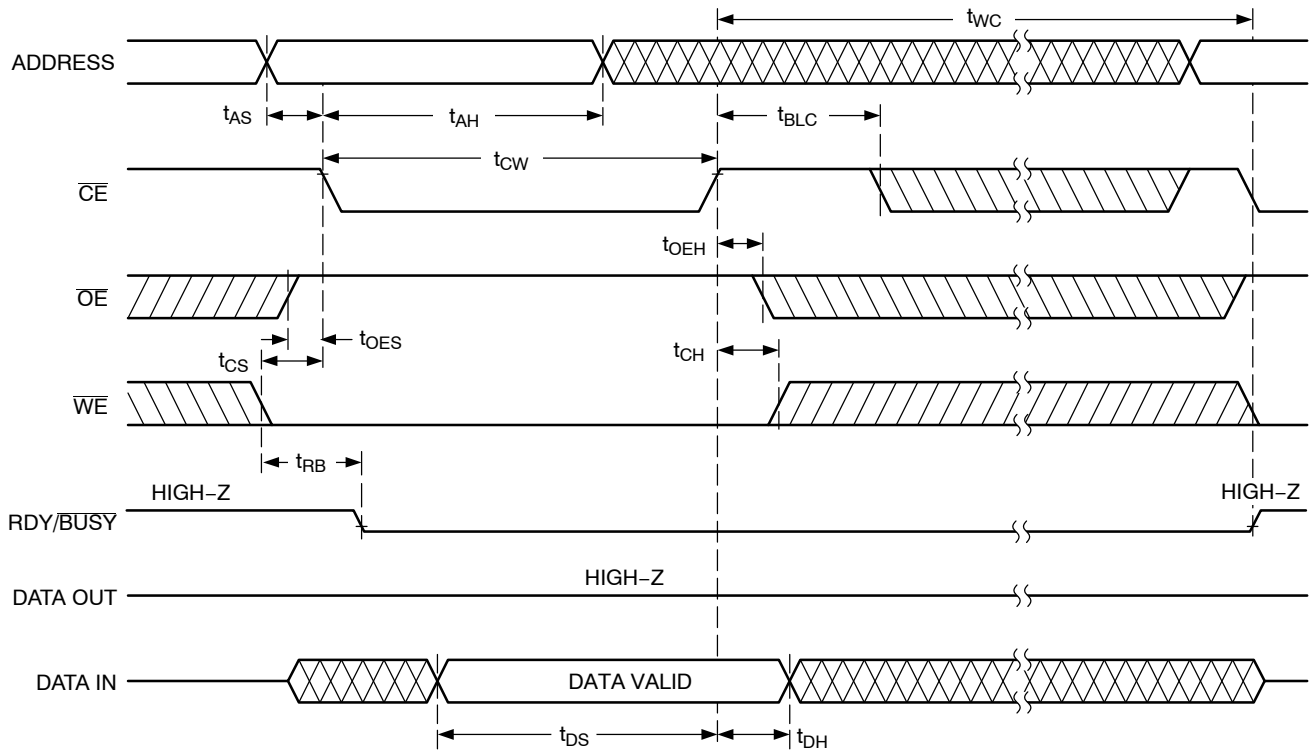 tWC
ADDRESS
tAS
tAH
tBLC
tCW
CE
tOEH
OE
tOES
tCS
tCH
WE
tRB
HIGH–Z
HIGH–Z
RDY/BUSY
HIGH–Z
DATA OUT
DATA IN
DATA VALID
tDS
tDH